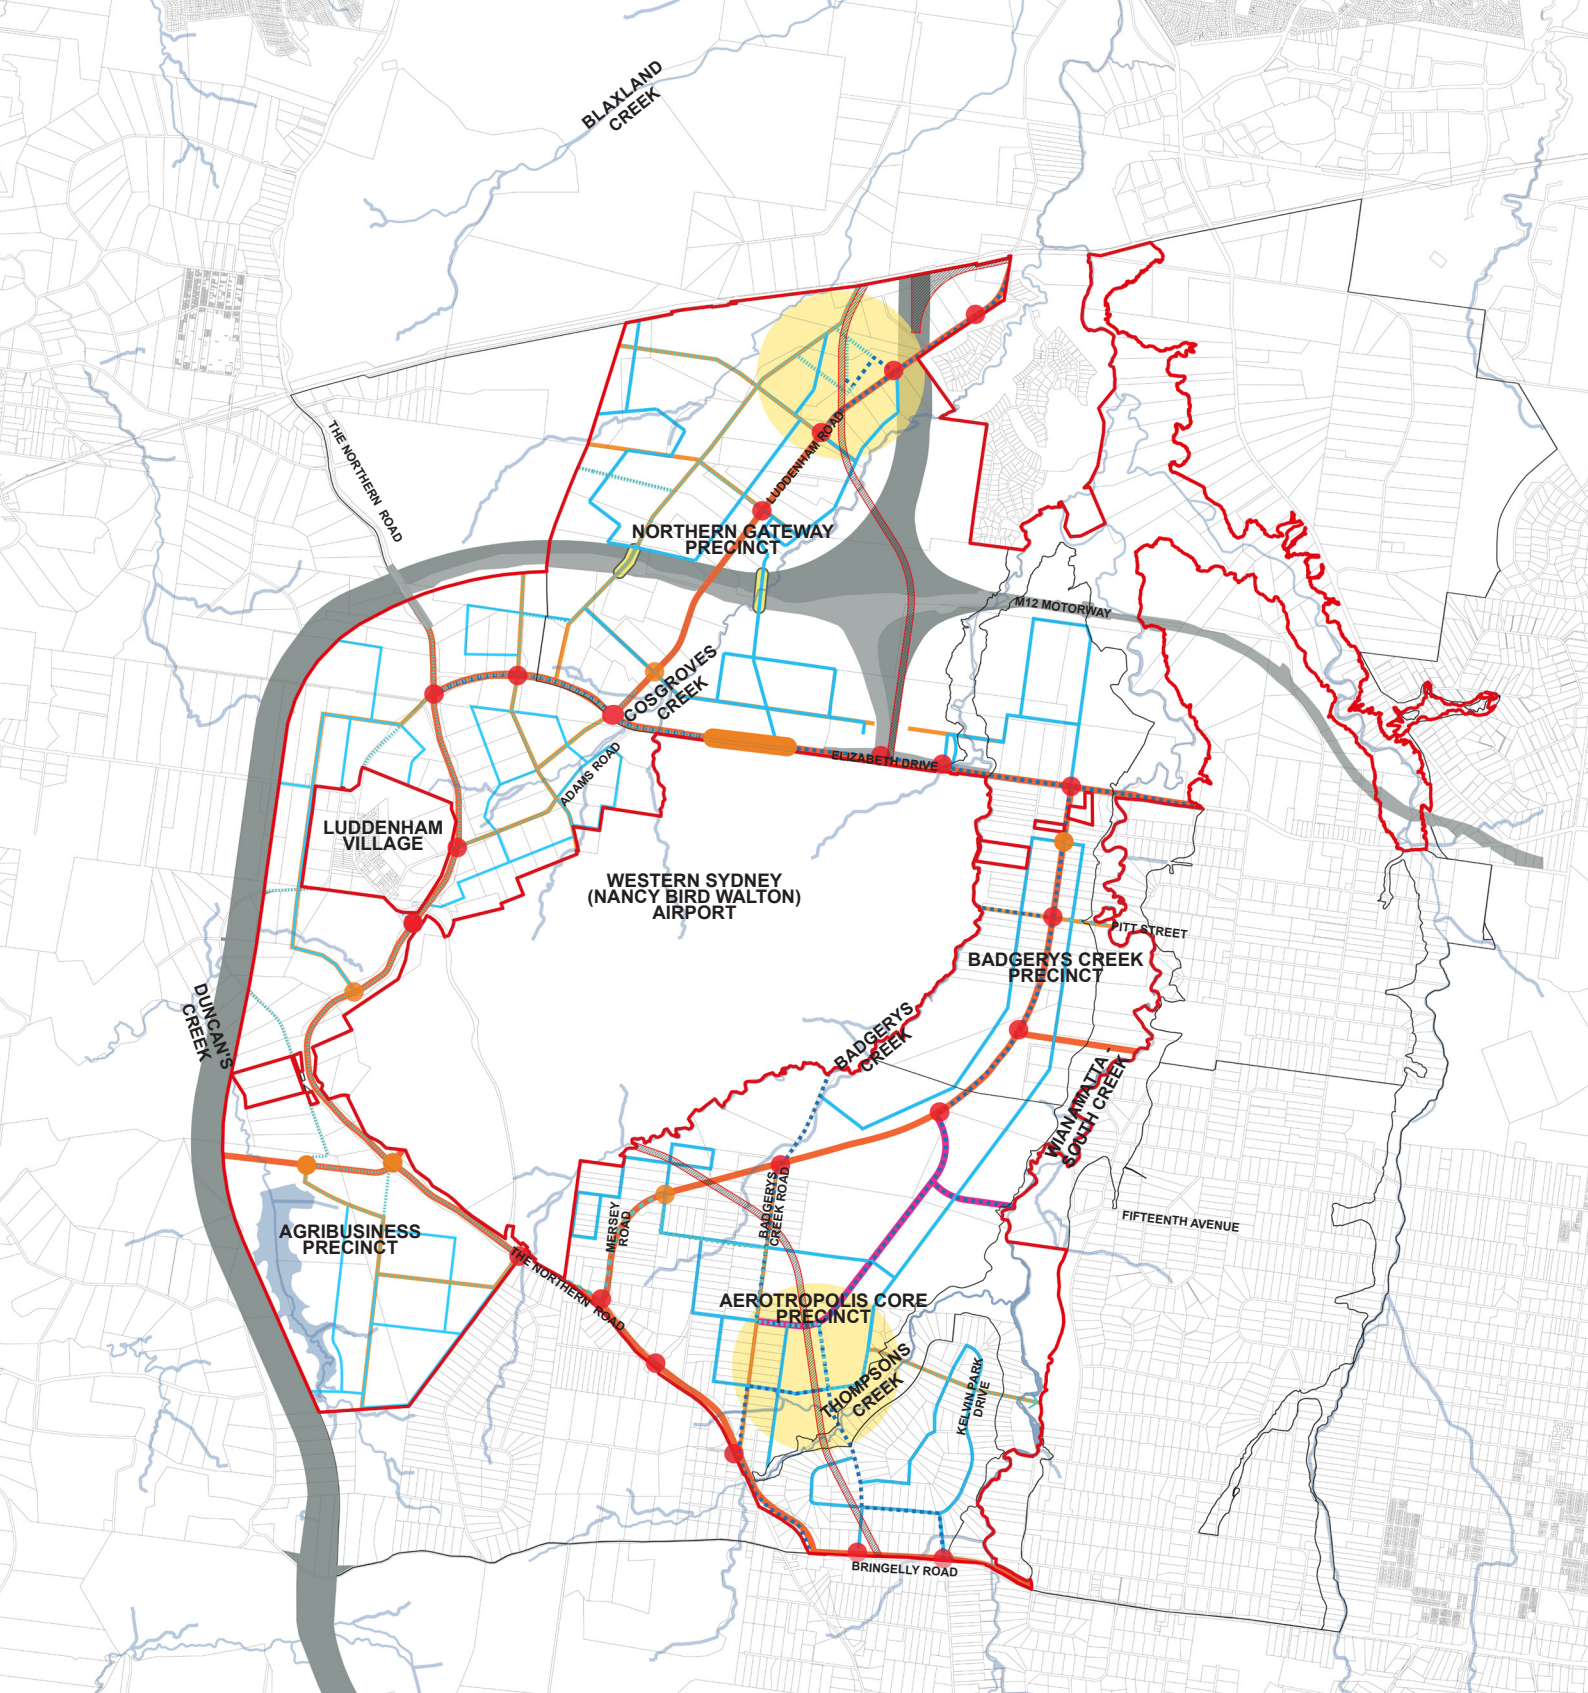 BLAXLAND
CREEK
THE NORTHERN ROAD
LUDDENHAM ROAD
NORTHERN GATEWAY
PRECINCT
M12 MOTORWAY
COSGROVES
CREEK
ELIZABETH DRIVE
ADAMS ROAD
LUDDENHAM
VILLAGE
WESTERN SYDNEY
(NANCY BIRD WALTON)
AIRPORT
PITT STREET
BADGERYS CREEK
PRECINCT
DUNCAN'S
CREEK
BADGERYS
CREEK
WIANAMATTA -
SOUTH CREEK
AGRIBUSINESS
PRECINCT
MERSEY
ROAD
BADGERYS
CREEK ROAD
FIFTEENTH AVENUE
THE NORTHERN ROAD
AEROTROPOLIS CORE
PRECINCT
THOMPSONS
CREEK
KELVIN PARK
DRIVE
BRINGELLY ROAD